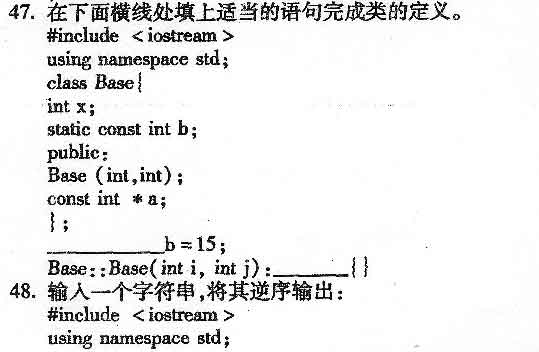 47. 在下面横线处填上适当的语句完成类的定义。
#include <iostream>
using namespace std;
class Base{
int x;
static const int b;
public:
Base (int,int);
const int *a;
};
__________b=15;
Base::Base(int i, int j):_______{}
48. 输入一个字符串,将其逆序输出:
#include <iostream>
using namespace std;